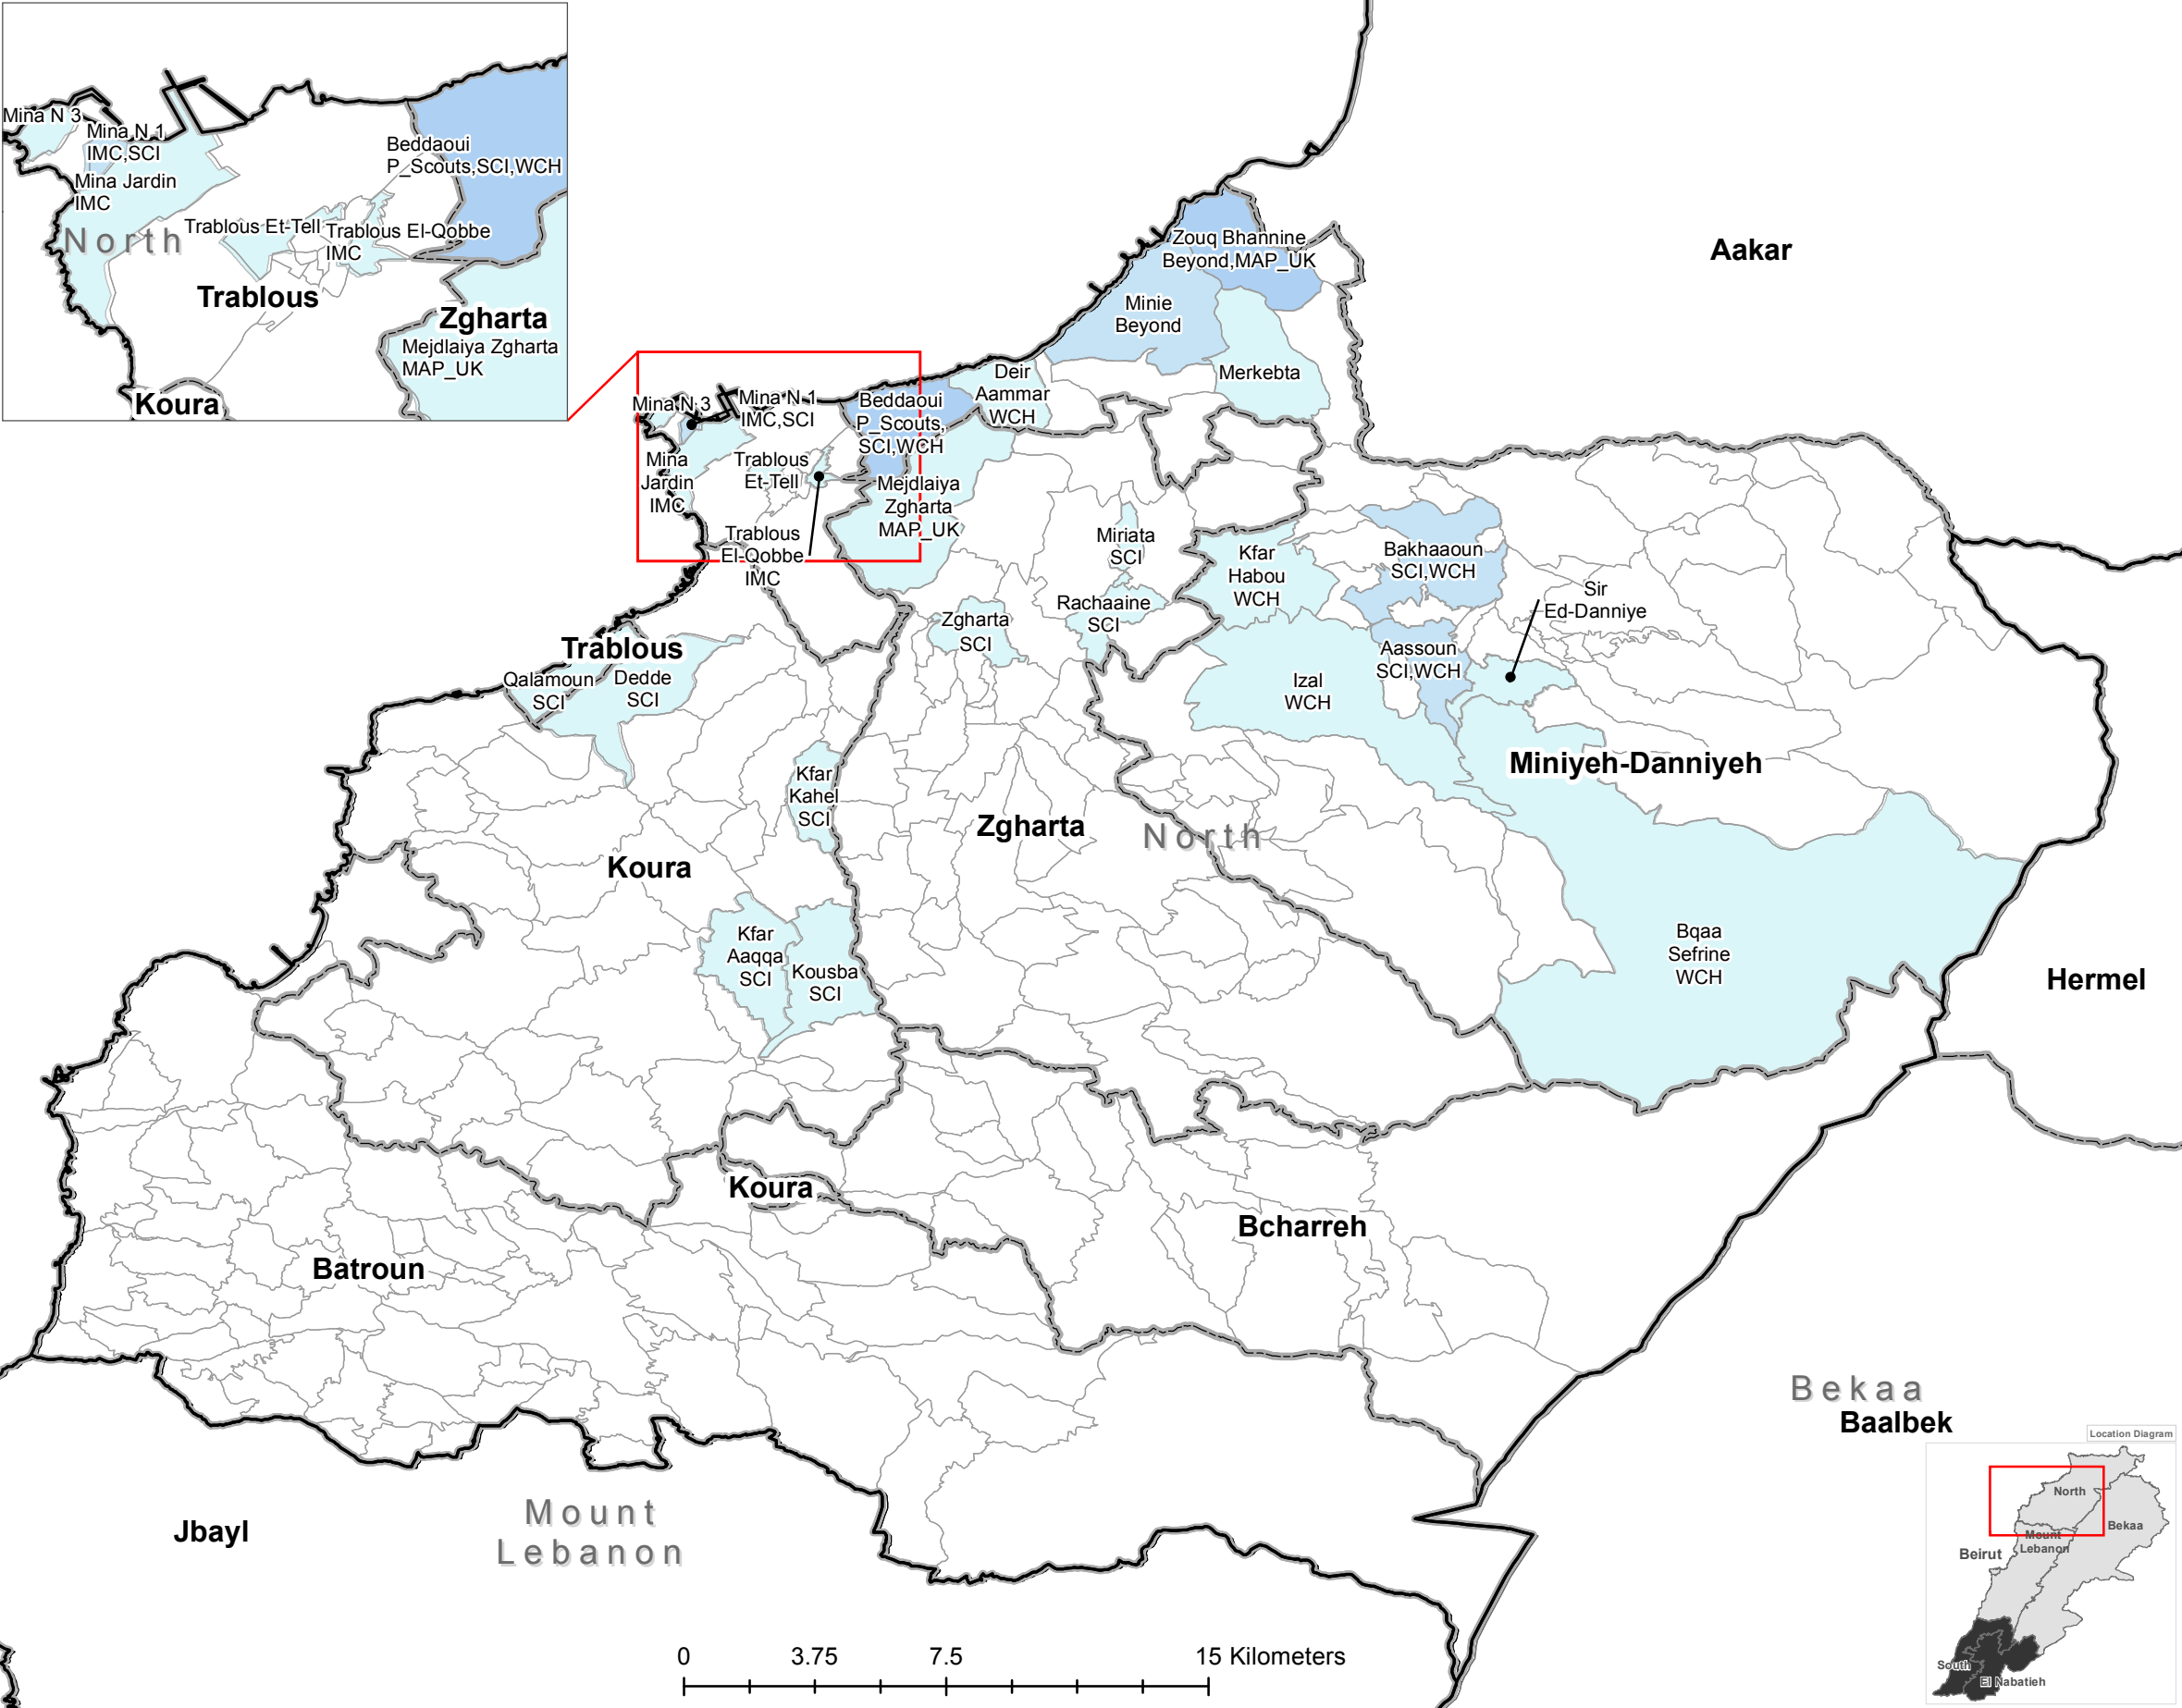 Mina N 3
Mina N 1
IMC,SCI
Mina Jardin
IMC
North
Beddaoui
P_Scouts,SCI,WCH
Trablous Et-Tell
Trablous El-Qobbe
IMC
Trablous
Zgharta
Mejdlaiya Zgharta
MAP_UK
Koura
Aakar
Zouq Bhannine
Beyond,MAP_UK
Minie
Beyond
Merkebta
Deir
Aammar
WCH
Mina N 3
Mina N 1
IMC,SCI
Beddaoui
P_Scouts,
SCI,WCH
Mina
Jardin
IMC
Trablous
Et-Tell
Mejdlaiya
Zgharta
MAP_UK
Trablous
El-Qobbe
IMC
Miriata
SCI
Kfar
Habou
WCH
Bakhaaoun
SCI,WCH
Sir
Ed-Danniye
Rachaaine
SCI
Zgharta
SCI
Aassoun
SCI,WCH
Trablous
Qalamoun
SCI
Dedde
SCI
Izal
WCH
Miniyeh-Danniyeh
Kfar
Kahel
SCI
Zgharta
North
Koura
Kfar
Aaqqa
SCI
Kousba
SCI
Bqaa
Sefrine
WCH
Hermel
Koura
Bcharreh
Batroun
Bekaa
Baalbek
Jbayl
Mount
Lebanon
0 3.75 7.5 15 Kilometers
Location Diagram
North
Bekaa
Mount
Lebanon
Beirut
South
El Nabatieh